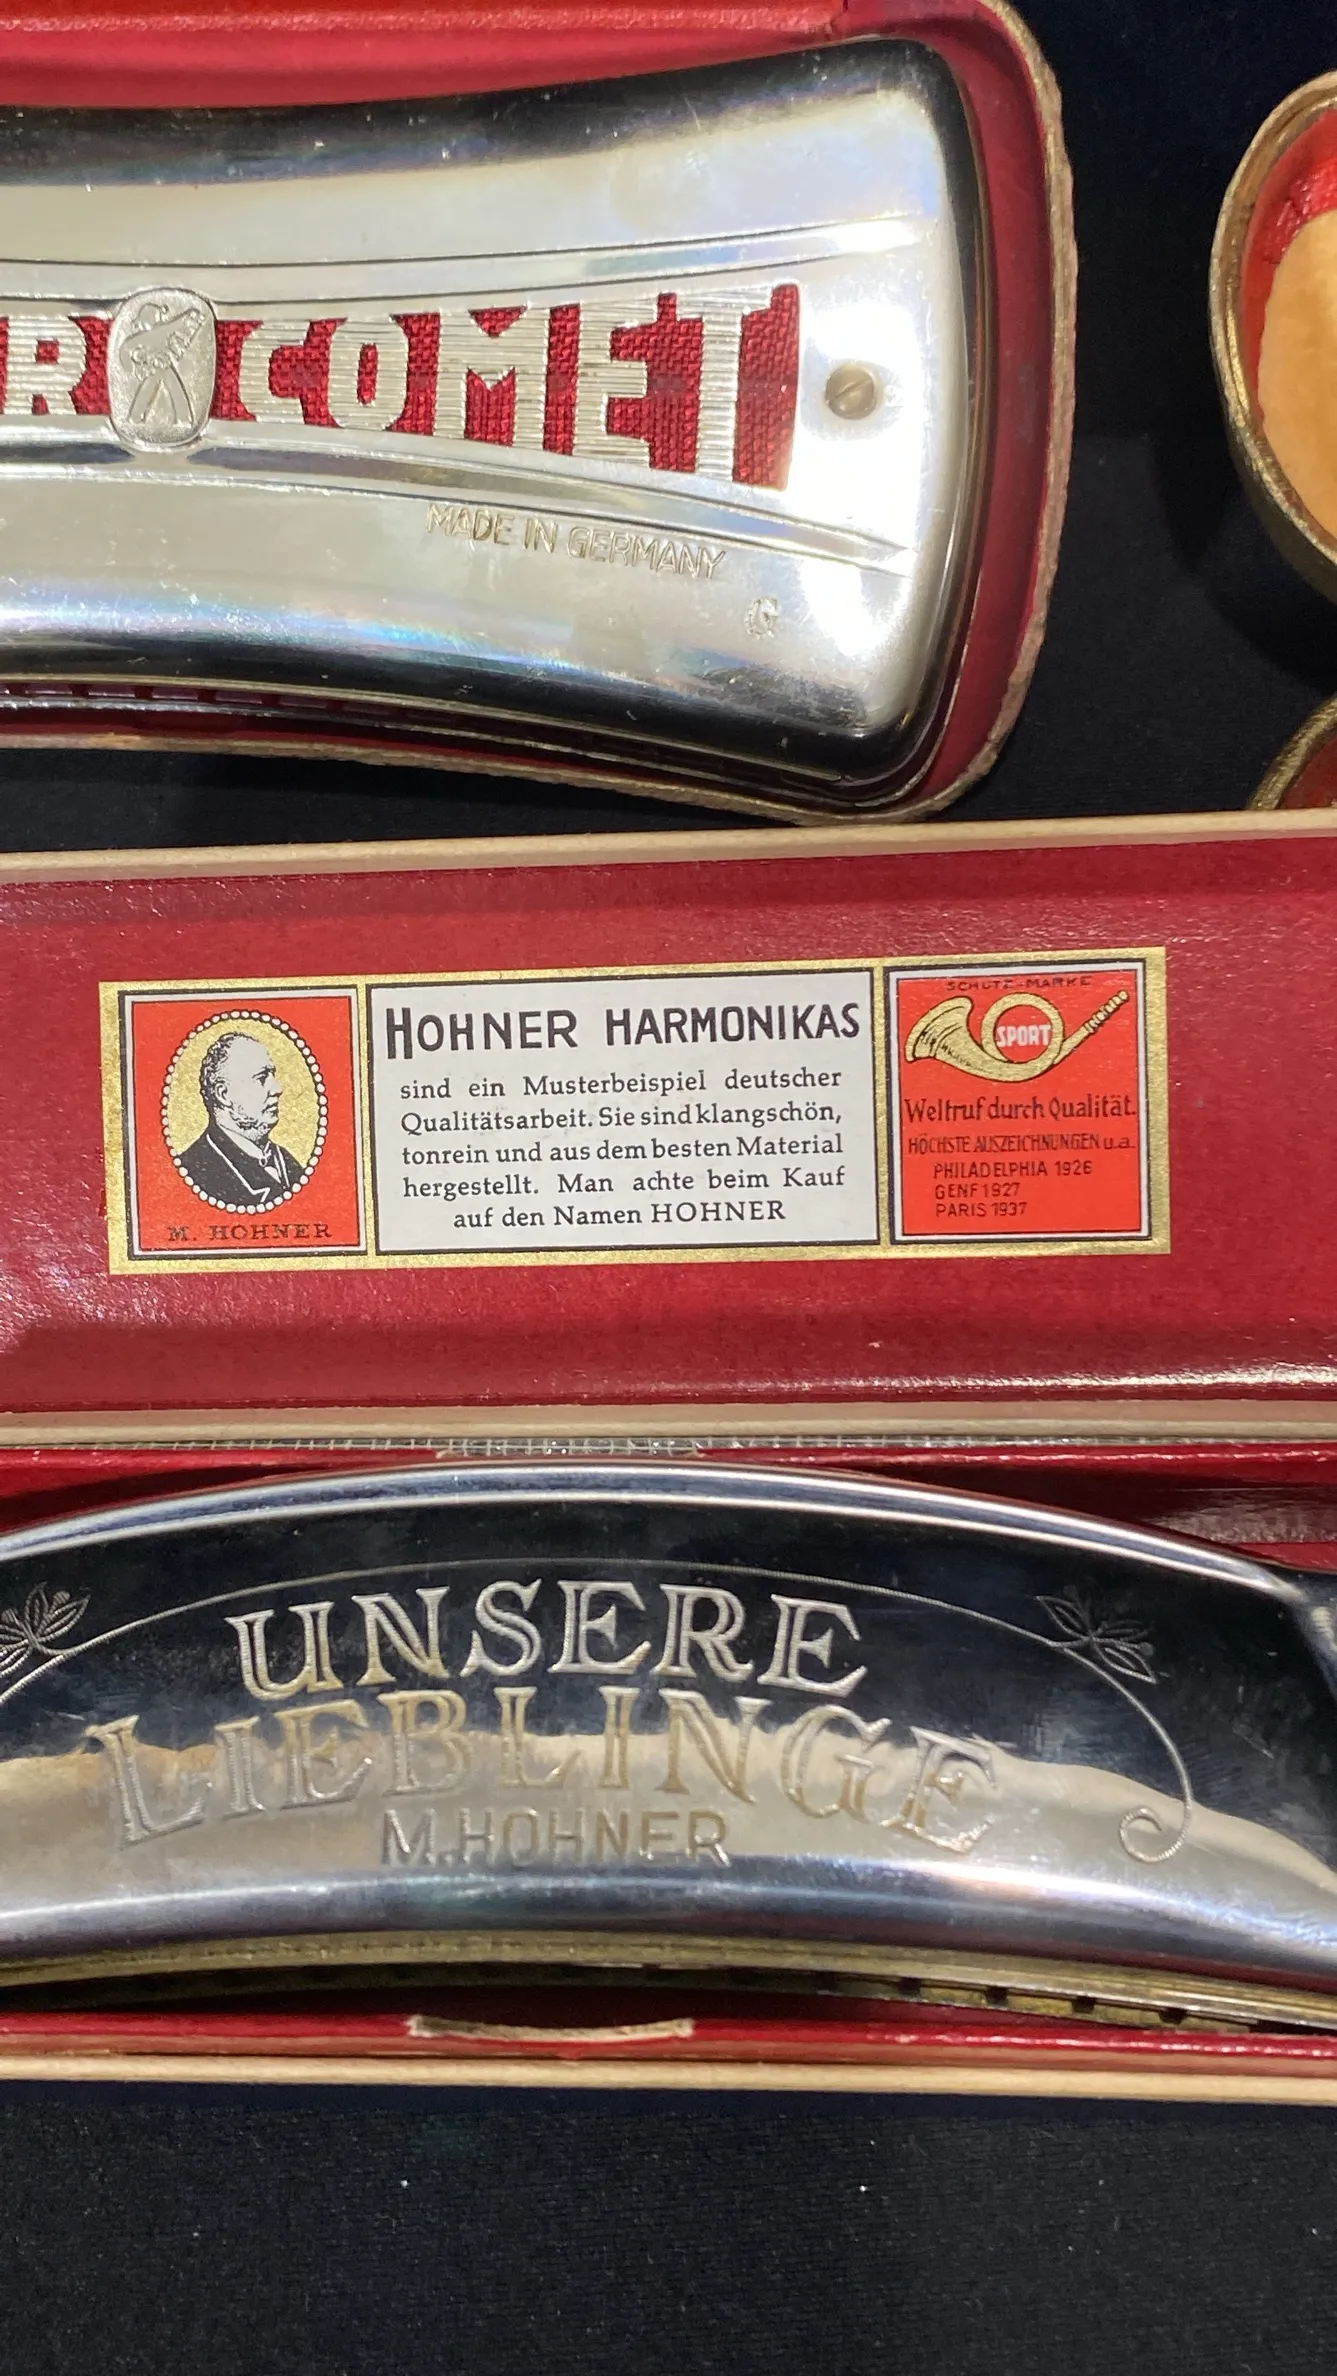 R COMET
MADE IN GERMANY
G
M. HOHNER
HOHNER HARMONIKAS
sind ein Musterbeispiel deutscher
Qualitätsarbeit. Sie sind klangschön,
tonrein und aus dem besten Material
hergestellt. Man achte beim Kauf
auf den Namen HOHNER
SCHUTZ-MARKE
SPORT
Weltruf durch Qualität.
HÖCHSTE AUSZEICHNUNGEN u.a.
PHILADELPHIA 1926
GENF 1927
PARIS 1937
UNSERE
LIEBLINGE
M.HOHNER